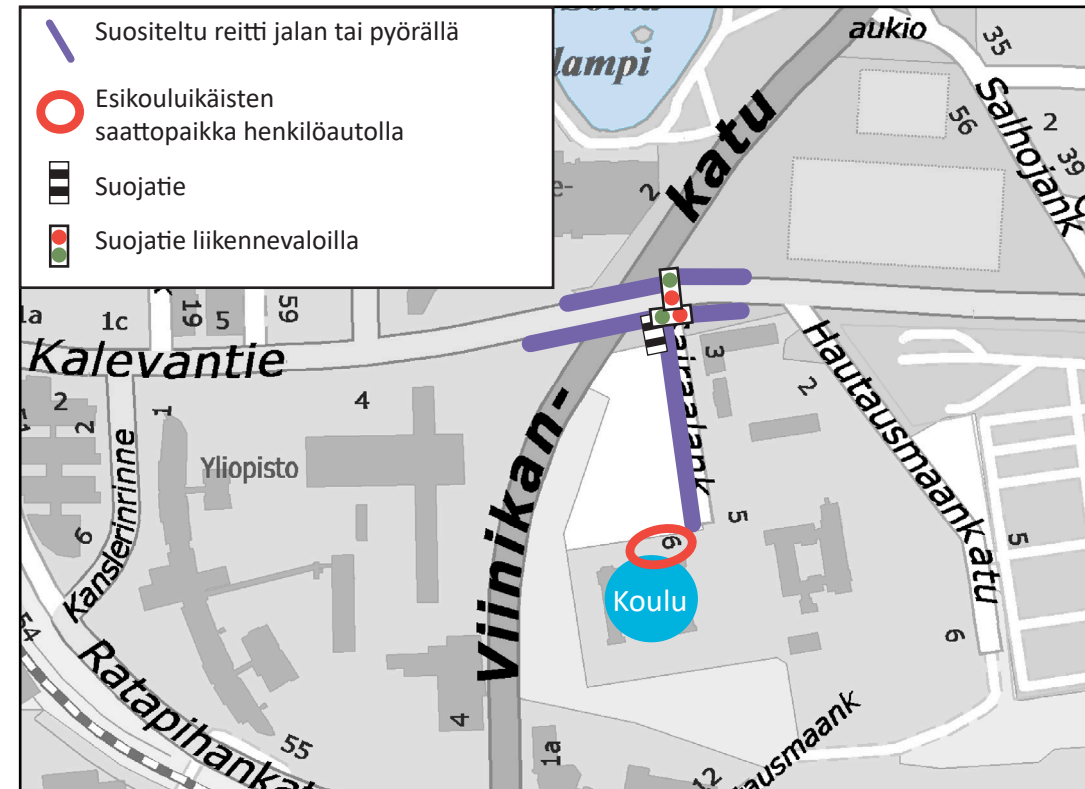 Suositeltu reitti jalan tai pyörällä
Esikouluikäisten
saattopaikka henkilöautolla
Suojatie
Suojatie liikennevaloilla
lampi
aukio
35
Salhojank
56
2
39
katu
2
e-
1a
1c
19
5
59
Kalevantie
3
2
Hautausmaankatu
2
2
1
4
Yliopisto
Viinikan-
5
5
6
Kanslerinrinne
6
Koulu
6
54
Ratapihankat
55
4
1a
12